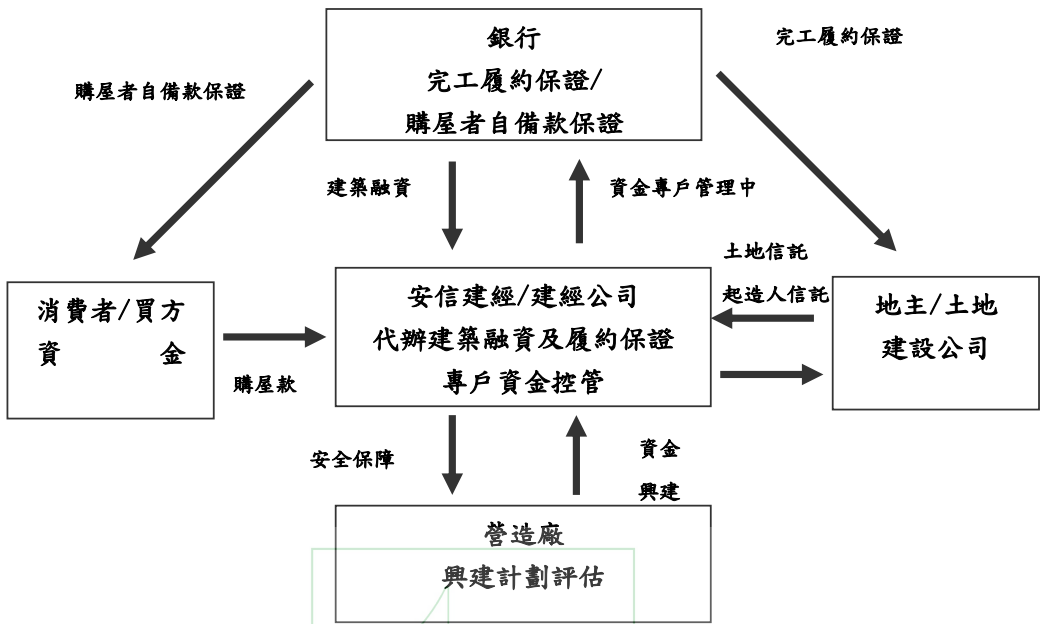 銀行
完工履約保證/
購屋者自備款保證
完工履約保證
購屋者自備款保證
建築融資
資金專戶管理中
土地信託
起造人信託
消費者/買方
資 金
購屋款
安信建經/建經公司
代辦建築融資及履約保證
專戶資金控管
地主/土地
建設公司
安全保障
資金
興建
營造廠
興建計劃評估